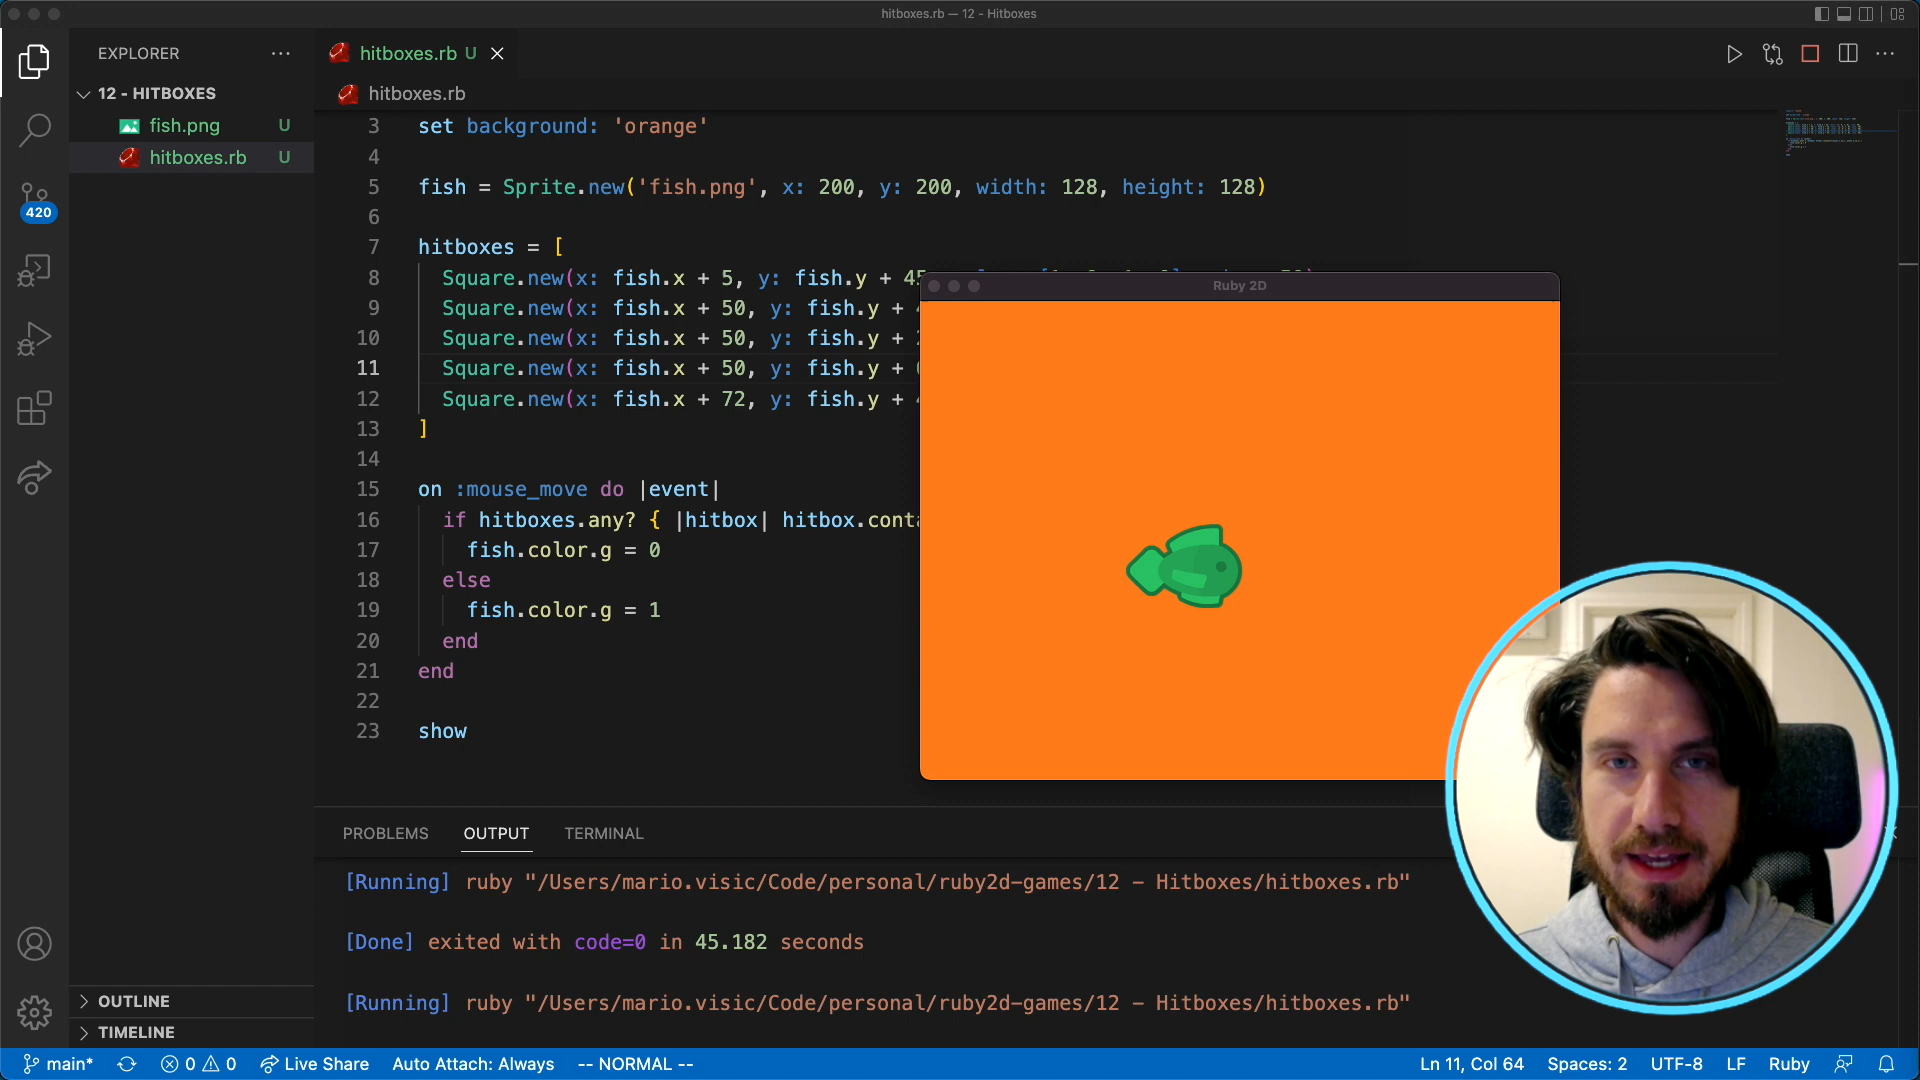 hitboxes.rb — 12 - Hitboxes
EXPLORER
12 - HITBOXES
fish.png U
hitboxes.rb U
420
OUTLINE
TIMELINE
hitboxes.rb U
hitboxes.rb
3 set background: 'orange'
4
5 fish = Sprite.new('fish.png', x: 200, y: 200, width: 128, height: 128)
6
7 hitboxes = [
8 Square.new(x: fish.x + 5, y: fish.y + 45
9 Square.new(x: fish.x + 50, y: fish.y +
10 Square.new(x: fish.x + 50, y: fish.y +
11 Square.new(x: fish.x + 50, y: fish.y +
12 Square.new(x: fish.x + 72, y: fish.y +
13 ]
14
15 on :mouse_move do |event|
16 if hitboxes.any? { |hitbox| hitbox.conta
17 fish.color.g = 0
18 else
19 fish.color.g = 1
20 end
21 end
22
23 show
Ruby 2D
PROBLEMS OUTPUT TERMINAL
[Running] ruby "/Users/mario.visic/Code/personal/ruby2d-games/12 - Hitboxes/hitboxes.rb"
[Done] exited with code=0 in 45.182 seconds
[Running] ruby "/Users/mario.visic/Code/personal/ruby2d-games/12 - Hitboxes/hitboxes.rb"
main* 0 0 Live Share Auto Attach: Always -- NORMAL -- Ln 11, Col 64 Spaces: 2 UTF-8 LF Ruby